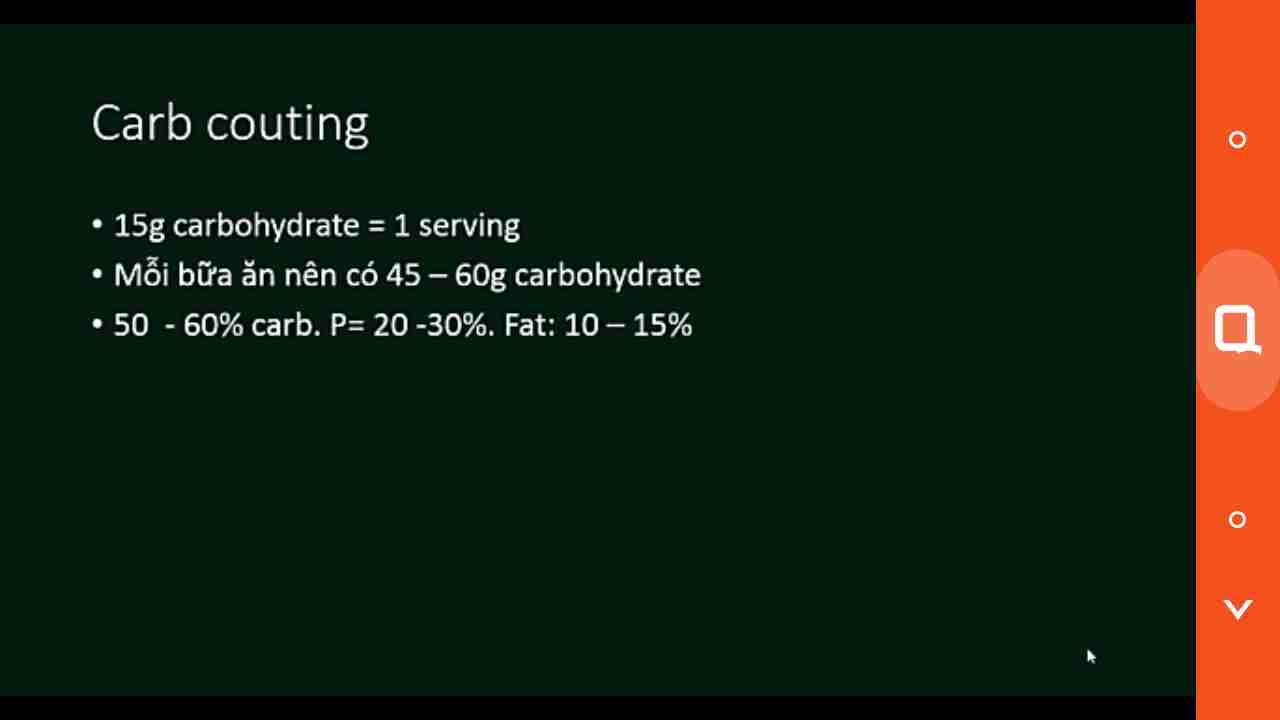 Carb couting
• 15g carbohydrate = 1 serving
• Mỗi bữa ăn nên có 45 – 60g carbohydrate
• 50  - 60% carb. P= 20 -30%. Fat: 10 – 15%